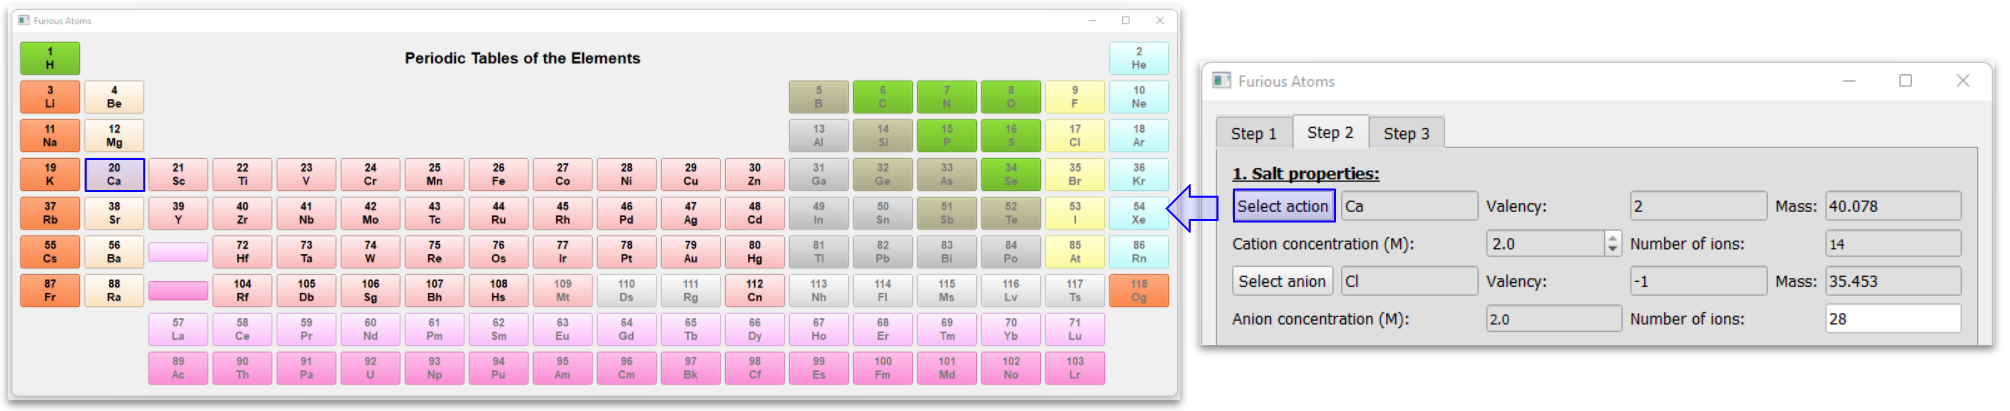 Furious Atoms
Periodic Tables of the Elements
1 2
H He
3 4 5 6 7 8 9 10
Li Be B C N O F Ne
11 12 13 14 15 16 17 18
Na Mg Al Si P S Cl Ar
19 20 21 22 23 24 25 26 27 28 29 30 31 32 33 34 35 36
K Ca Sc Ti V Cr Mn Fe Co Ni Cu Zn Ga Ge As Se Br Kr
37 38 39 40 41 42 43 44 45 46 47 48 49 50 51 52 53 54
Rb Sr Y Zr Nb Mo Tc Ru Rh Pd Ag Cd In Sn Sb Te I Xe
55 56 72 73 74 75 76 77 78 79 80 81 82 83 84 85 86
Cs Ba Hf Ta W Re Os Ir Pt Au Hg Tl Pb Bi Po At Rn
87 88 104 105 106 107 108 109 110 111 112 113 114 115 116 117 118
Fr Ra Rf Db Sg Bh Hs Mt Ds Rg Cn Nh Fl Ms Lv Ts Og
57 58 59 60 61 62 63 64 65 66 67 68 69 70 71
La Ce Pr Nd Pm Sm Eu Gd Tb Dy Ho Er Tm Yb Lu
89 90 91 92 93 94 95 96 97 98 99 100 101 102 103
Ac Th Pa U Np Pu Am Cm Bk Cf Es Fm Md No Lr
Furious Atoms
Step 1 Step 2 Step 3
1. Salt properties:
Select action Ca Valency: 2 Mass: 40.078
Cation concentration (M): 2.0 Number of ions: 14
Select anion Cl Valency: -1 Mass: 35.453
Anion concentration (M): 2.0 Number of ions: 28